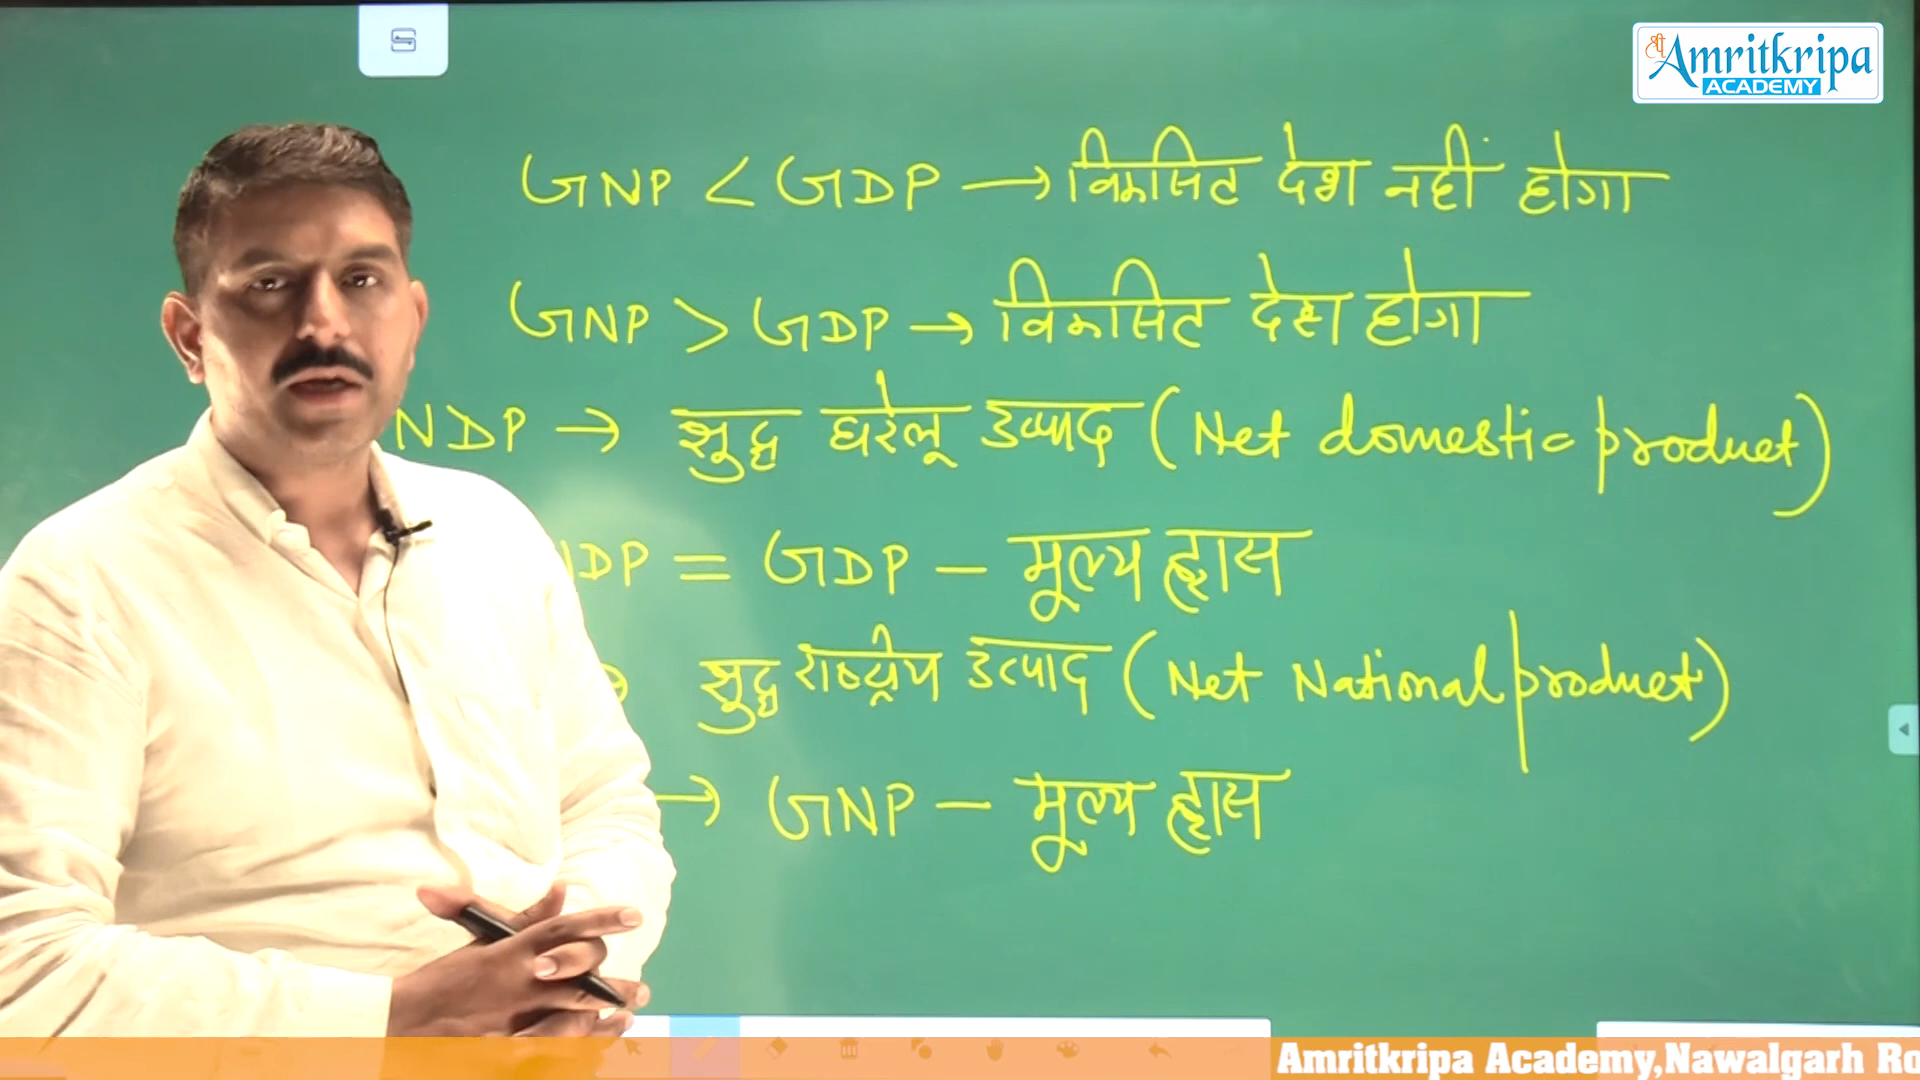 श्री Amritkripa
ACADEMY
GNP < GDP → विकसित देश नहीं होगा
GNP > GDP → विकसित देश होगा
NDP → शुद्ध घरेलू उत्पाद (Net domestic product)
NDP = GDP – मूल्य ह्रास
→ शुद्ध राष्ट्रीय उत्पाद (Net National product)
→ GNP – मूल्य ह्रास
Amritkripa Academy,Nawalgarh Ro